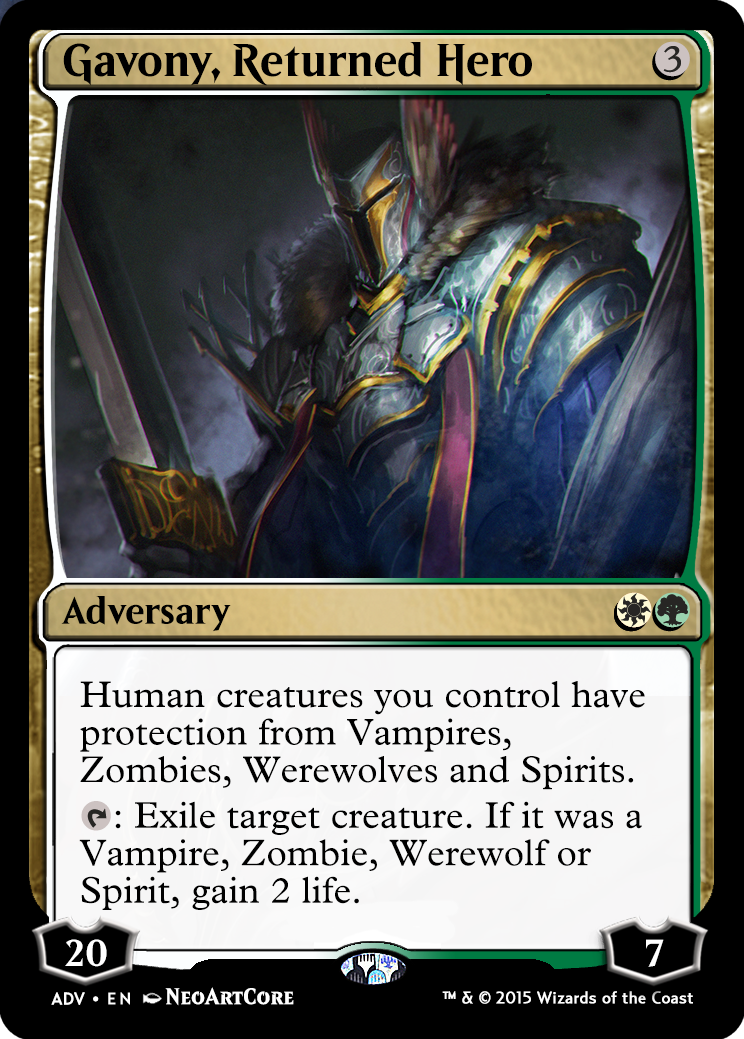 Gavony, Returned Hero 3
Adversary
Human creatures you control have
protection from Vampires,
Zombies, Werewolves and Spirits.
: Exile target creature. If it was a
Vampire, Zombie, Werewolf or
Spirit, gain 2 life.
20 7
ADV • EN NeoArtCore ™ & © 2015 Wizards of the Coast